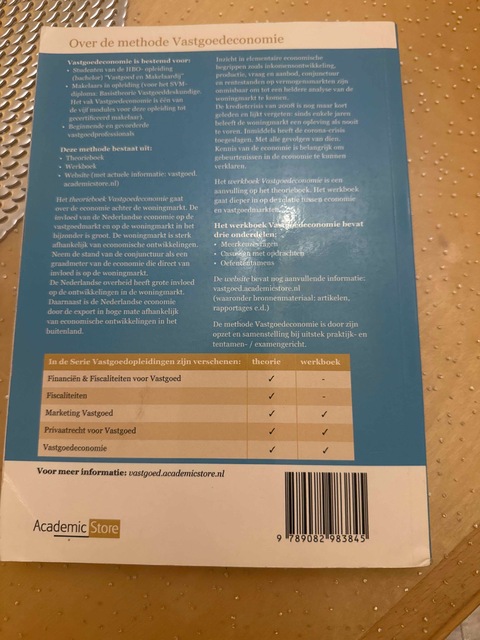 Over de methode Vastgoedeconomie
Vastgoedeconomie is bestemd voor:
• Studenten van de HBO- opleiding
(bachelor) "Vastgoed en Makelaardij"
• Makelaars in opleiding (voor het SVM-
diploma: Basistheorie Vastgoeddeskundige.
Het vak Vastgoedeconomie is één van
de vijf modules voor deze opleiding tot
gecertificeerd makelaar).
• Beginnende en gevorderde
vastgoedprofessionals
Deze methode bestaat uit:
• Theorieboek
• Werkboek
• Website (met actuele informatie: vastgoed.
academicstore.nl)
Het theorieboek Vastgoedeconomie gaat
over de economie achter de woningmarkt. De
invloed van de Nederlandse economie op de
vastgoedmarkt en op de woningmarkt in het
bijzonder is groot. De woningmarkt is sterk
afhankelijk van economische ontwikkelingen.
Neem de stand van de conjunctuur als een
graadmeter van de economie die direct van
invloed is op de woningmarkt.
De Nederlandse overheid heeft grote invloed
op de ontwikkelingen in de woningmarkt.
Daarnaast is de Nederlandse economie
door de export in hoge mate afhankelijk
van economische ontwikkelingen in het
buitenland.
Inzicht in elementaire economische
begrippen zoals inkomensontwikkeling,
productie, vraag en aanbod, conjunctuur
en rentestanden op vermogensmarkten zijn
onmisbaar om tot een heldere analyse van de
woningmarkt te komen.
De kredietcrisis van 2008 is nog maar kort
geleden en lijkt vergeten: sinds enkele jaren
beleeft de woningmarkt een opleving als nooit
te voren. Inmiddels heeft de corona-crisis
toegeslagen. Met alle gevolgen van dien.
Kennis van de economie is belangrijk om
gebeurtenissen in de economie te kunnen
verklaren.
Het werkboek Vastgoedeconomie is een
aanvulling op het theorieboek. Het werkboek
gaat dieper in op de relatie tussen economie
en vastgoedmarkten.
Het werkboek Vastgoedeconomie bevat
drie onderdelen:
• Meerkeuzevragen
• Casussen met opdrachten
• Oefententamens
De website bevat nog aanvullende informatie:
vastgoed.academicstore.nl
(waaronder bronnenmateriaal: artikelen,
rapportages e.d.)
De methode Vastgoedeconomie is door zijn
opzet en samenstelling bij uitstek praktijk- en
tentamen- / examengericht.
In de Serie Vastgoedopleidingen zijn verschenen: theorie werkboek
Financiën & Fiscaliteiten voor Vastgoed ✓ -
Fiscaliteiten ✓ -
Marketing Vastgoed ✓ ✓
Privaatrecht voor Vastgoed ✓ ✓
Vastgoedeconomie ✓ ✓
Voor meer informatie: vastgoed.academicstore.nl
Academic Store
9 789082 983845